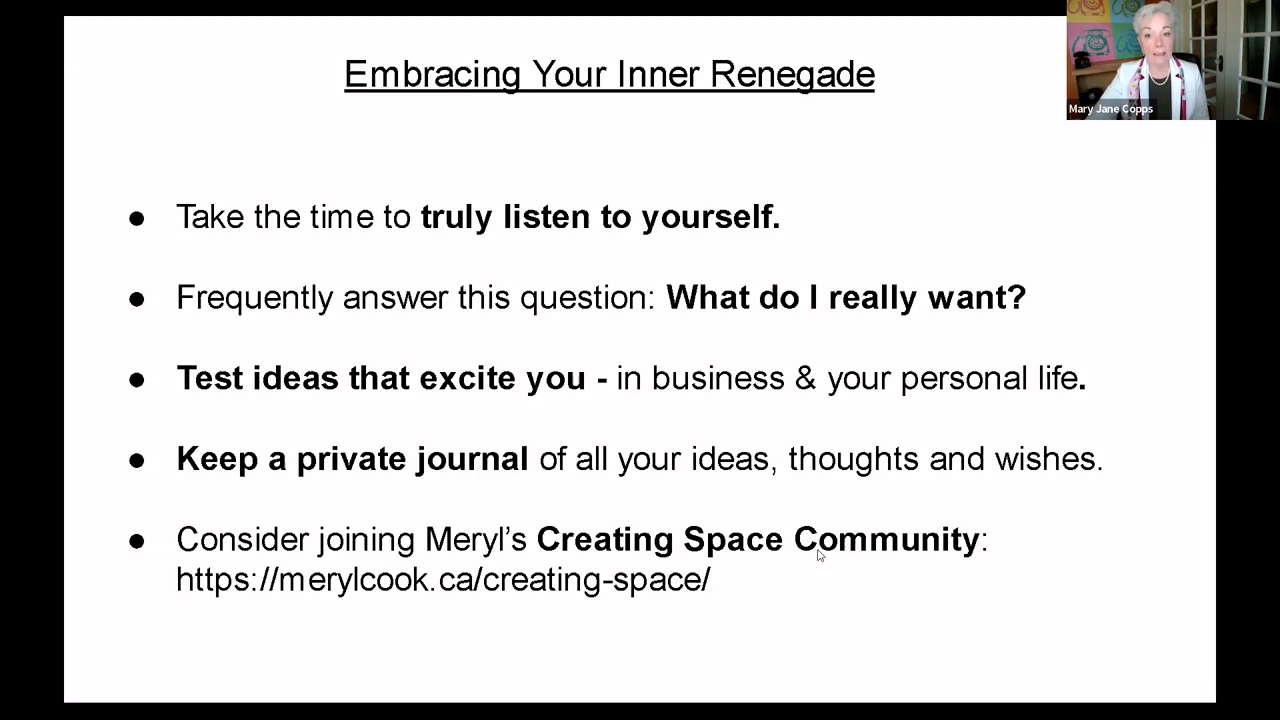 Embracing Your Inner Renegade
Mary Jane Copps
● Take the time to truly listen to yourself.
● Frequently answer this question: What do I really want?
● Test ideas that excite you - in business & your personal life.
● Keep a private journal of all your ideas, thoughts and wishes.
● Consider joining Meryl’s Creating Space Community:
https://merylcook.ca/creating-space/